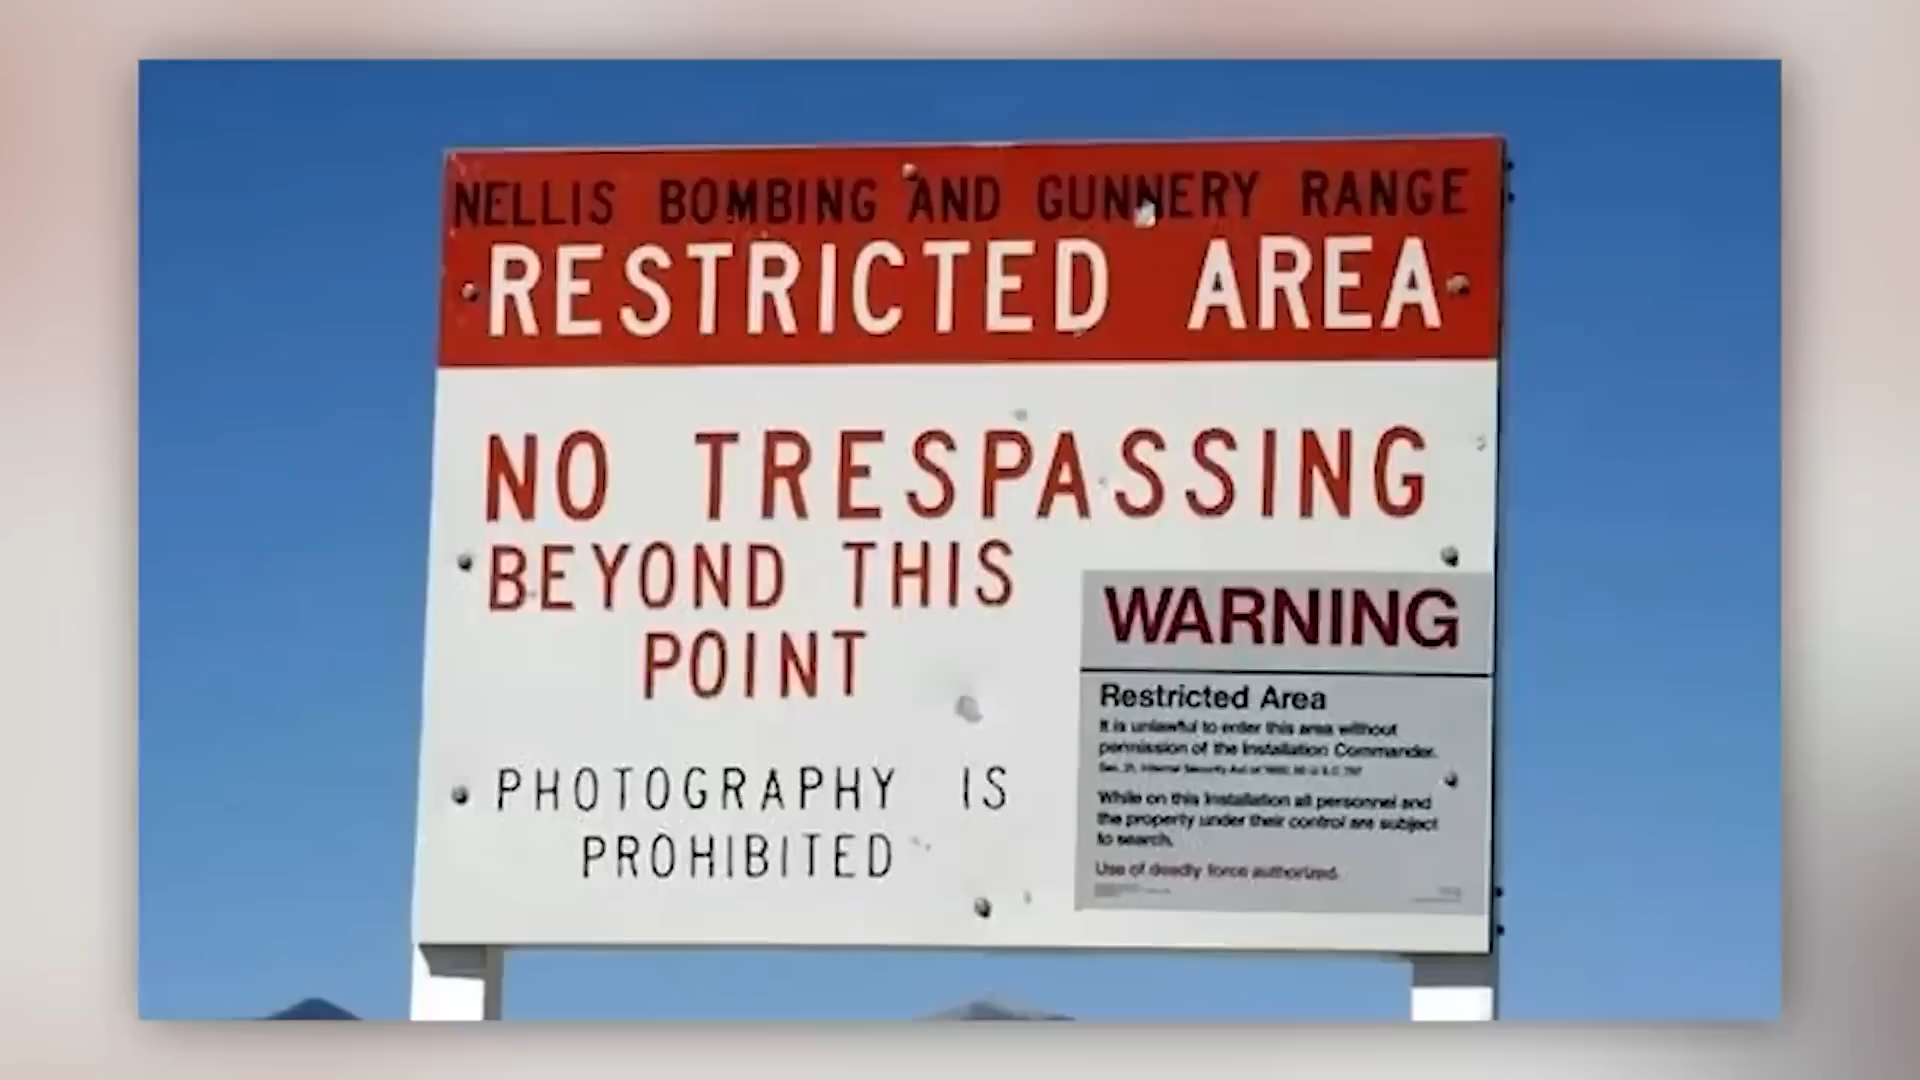 NELLIS BOMBING AND GUNNERY RANGE
RESTRICTED AREA
NO TRESPASSING
BEYOND THIS
POINT
PHOTOGRAPHY IS
PROHIBITED
WARNING
Restricted Area
It is unlawful to enter this area without
permission of the Installation Commander.
While on this Installation all personnel and
the property under their control are subject
to search.
Use of deadly force authorized.